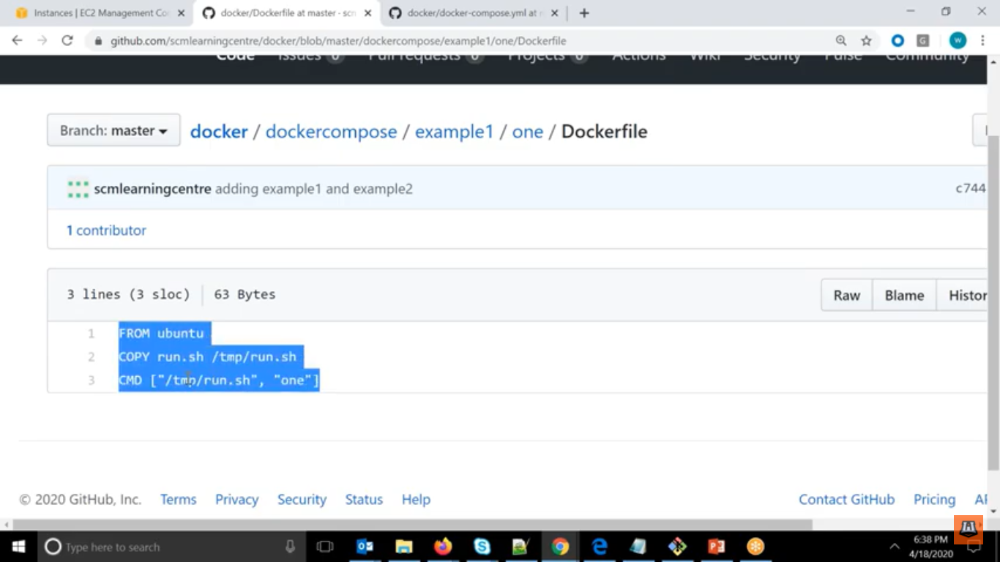 Instances | EC2 Management Co
docker/Dockerfile at master · scm
docker/docker-compose.yml at
github.com/scmlearningcentre/docker/blob/master/dockercompose/example1/one/Dockerfile
G
W
Code Issues 0 Pull requests 0 Projects 0 Actions Wiki Security Pulse Community
Branch: master
docker / dockercompose / example1 / one / Dockerfile
scmlearningcentre adding example1 and example2
c744
1 contributor
3 lines (3 sloc) 63 Bytes
Raw Blame Histor
1 FROM ubuntu
2 COPY run.sh /tmp/run.sh
3 CMD ["/tmp/run.sh", "one"]
© 2020 GitHub, Inc. Terms Privacy Security Status Help
Contact GitHub Pricing AP
Type here to search
6:38 PM
4/18/2020